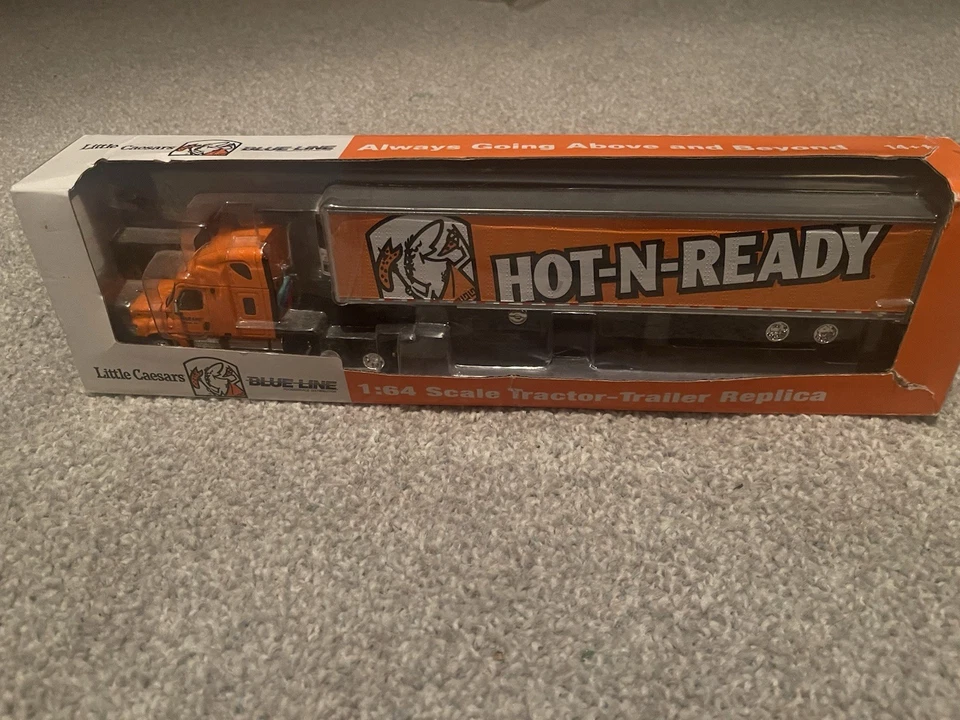 Little Caesars BLUE LINE Always Going Above and Beyond 14+
HOT-N-READY
Little Caesars BLUE LINE
1:64 Scale Tractor-Trailer Replica